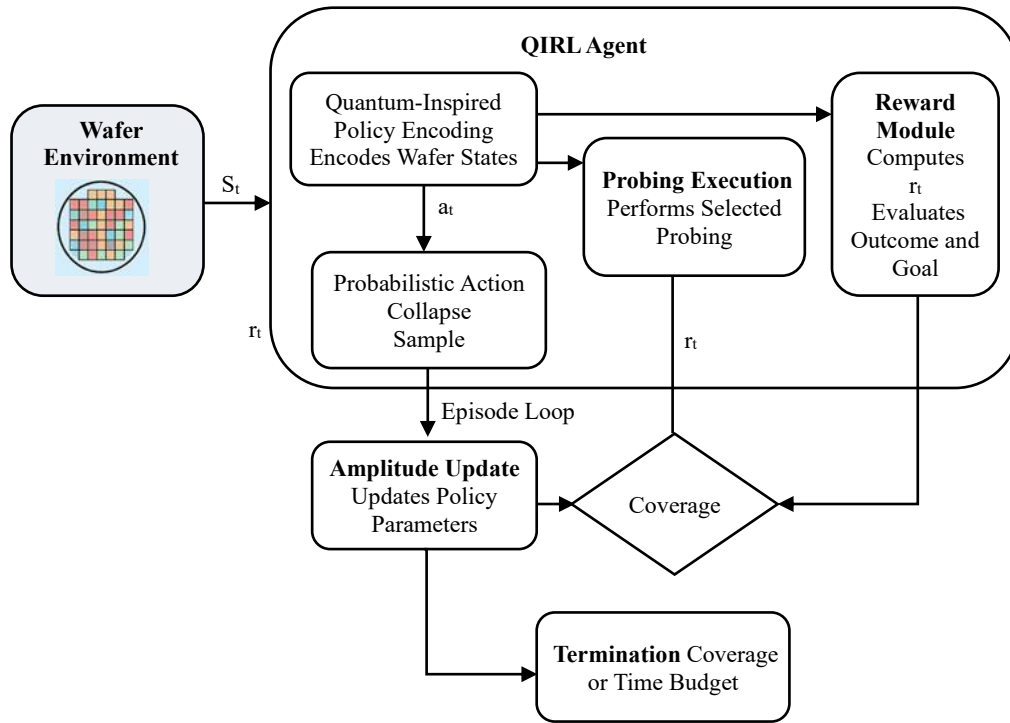 QIRL Agent
Wafer
Environment
Sₜ
rₜ
Quantum-Inspired
Policy Encoding
Encodes Wafer States
aₜ
Probabilistic Action
Collapse
Sample
Probing Execution
Performs Selected
Probing
rₜ
Reward
Module
Computes
rₜ
Evaluates
Outcome and
Goal
Episode Loop
Amplitude Update
Updates Policy
Parameters
Coverage
Termination Coverage
or Time Budget